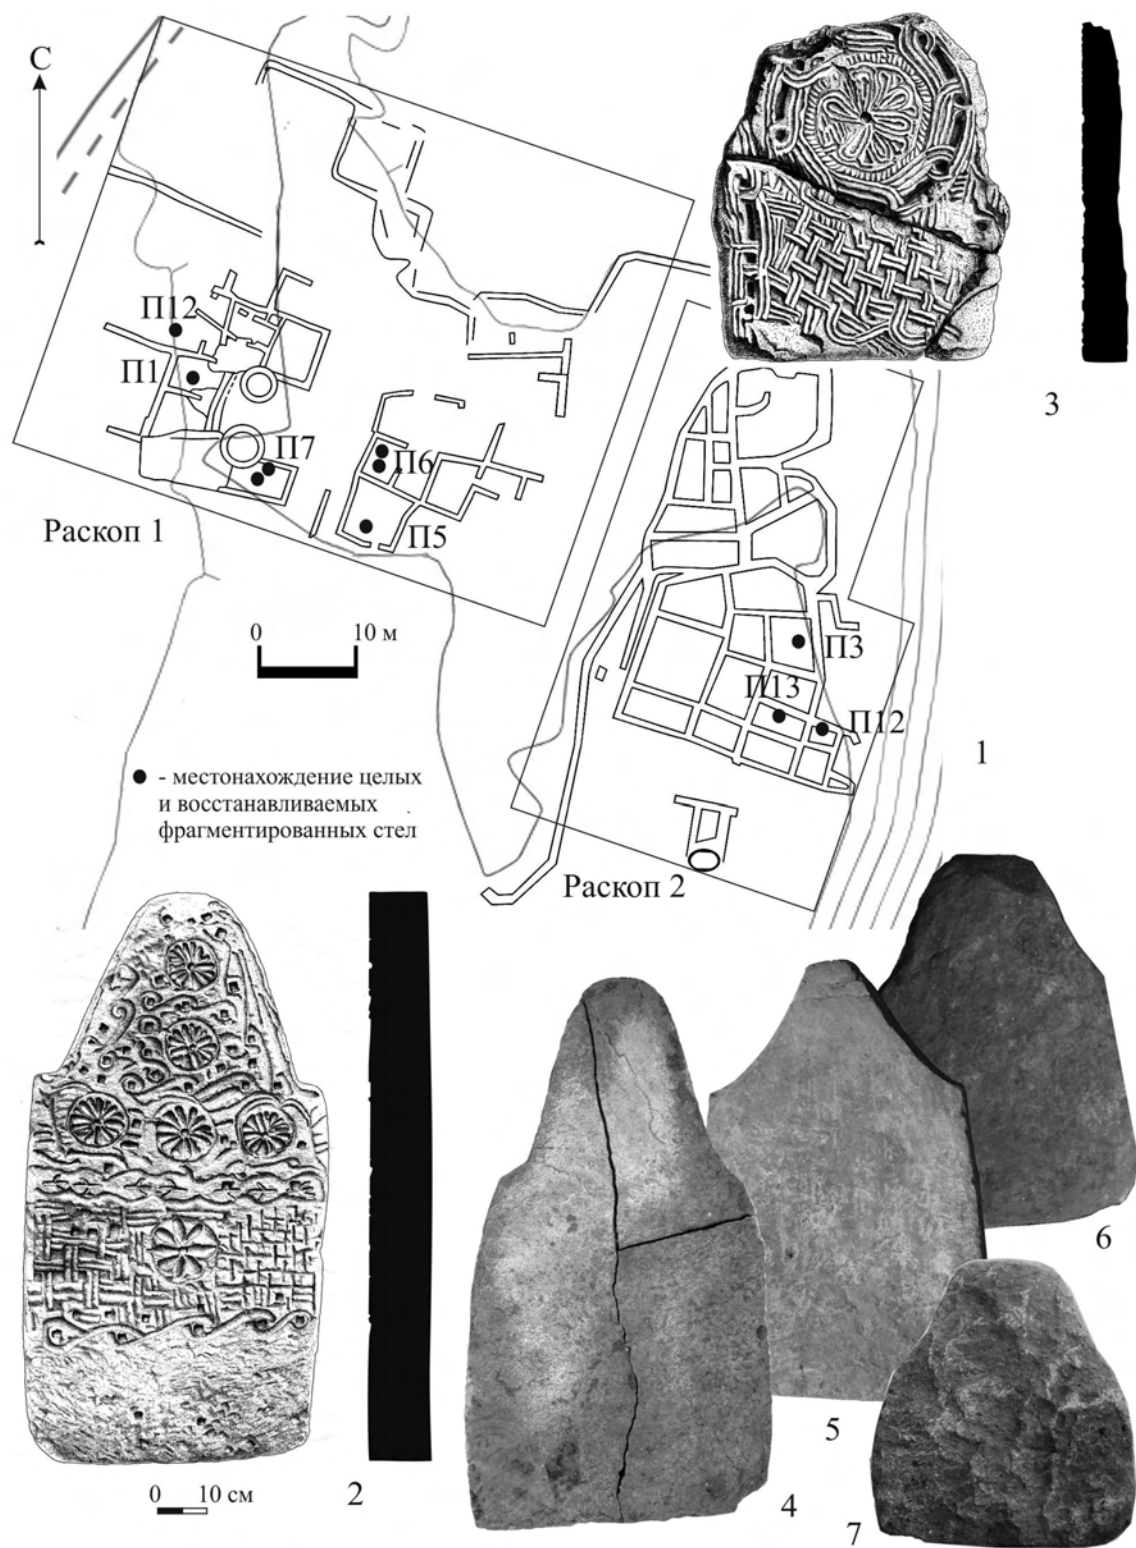 С
П12
П1
П7
П6
П5
Раскоп 1
0 10 м
3
П3
П13
П12
1
● - местонахождение целых
и восстанавливаемых
фрагментированных стел
Раскоп 2
0 10 см
2
4
5
6
7